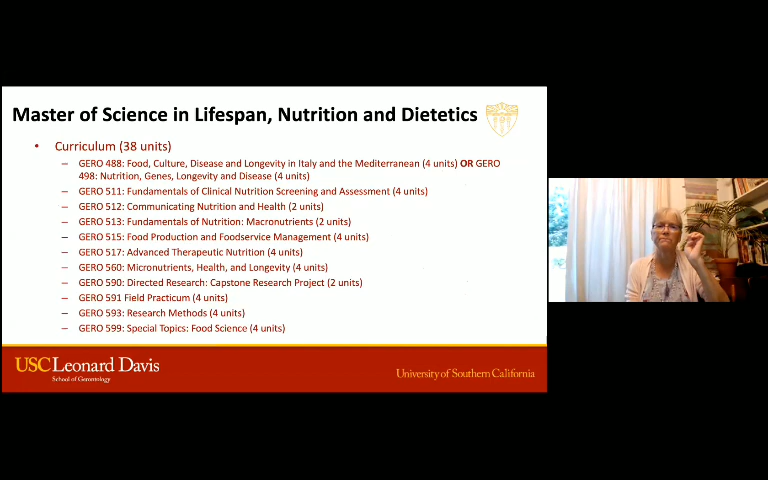 Master of Science in Lifespan, Nutrition and Dietetics
• Curriculum (38 units)
– GERO 488: Food, Culture, Disease and Longevity in Italy and the Mediterranean (4 units) OR GERO
498: Nutrition, Genes, Longevity and Disease (4 units)
– GERO 511: Fundamentals of Clinical Nutrition Screening and Assessment (4 units)
– GERO 512: Communicating Nutrition and Health (2 units)
– GERO 513: Fundamentals of Nutrition: Macronutrients (2 units)
– GERO 515: Food Production and Foodservice Management (4 units)
– GERO 517: Advanced Therapeutic Nutrition (4 units)
– GERO 560: Micronutrients, Health, and Longevity (4 units)
– GERO 590: Directed Research: Capstone Research Project (2 units)
– GERO 591 Field Practicum (4 units)
– GERO 593: Research Methods (4 units)
– GERO 599: Special Topics: Food Science (4 units)
USC Leonard Davis
School of Gerontology
University of Southern California